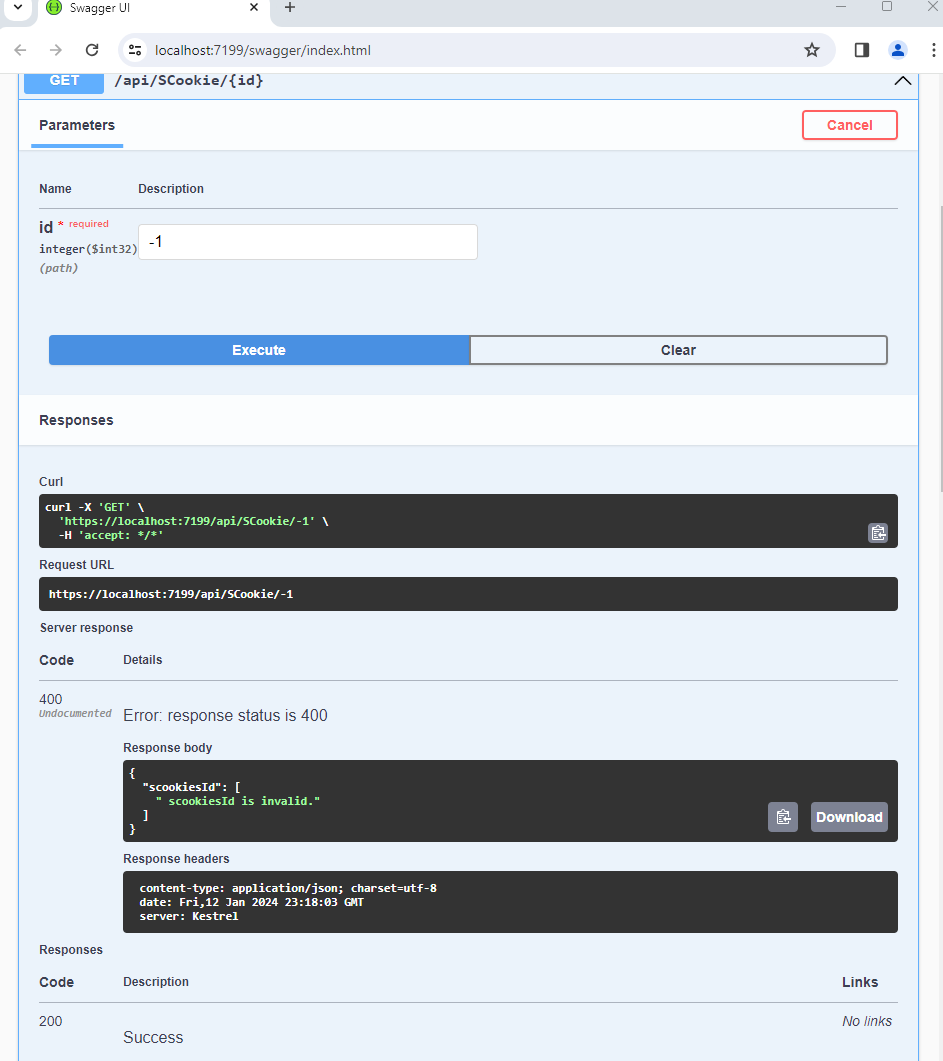 Swagger UI
localhost:7199/swagger/index.html
GET /api/SCookie/{id}
Parameters
Cancel
Name Description
id * required
integer($int32)
(path)
-1
Execute Clear
Responses
Curl
curl -X 'GET' \
'https://localhost:7199/api/SCookie/-1' \
-H 'accept: */*'
Request URL
https://localhost:7199/api/SCookie/-1
Server response
Code Details
400
Undocumented
Error: response status is 400
Response body
{
"scookiesId": [
" scookiesId is invalid."
]
}
Download
Response headers
content-type: application/json; charset=utf-8
date: Fri,12 Jan 2024 23:18:03 GMT
server: Kestrel
Responses
Code Description Links
200 No links
Success